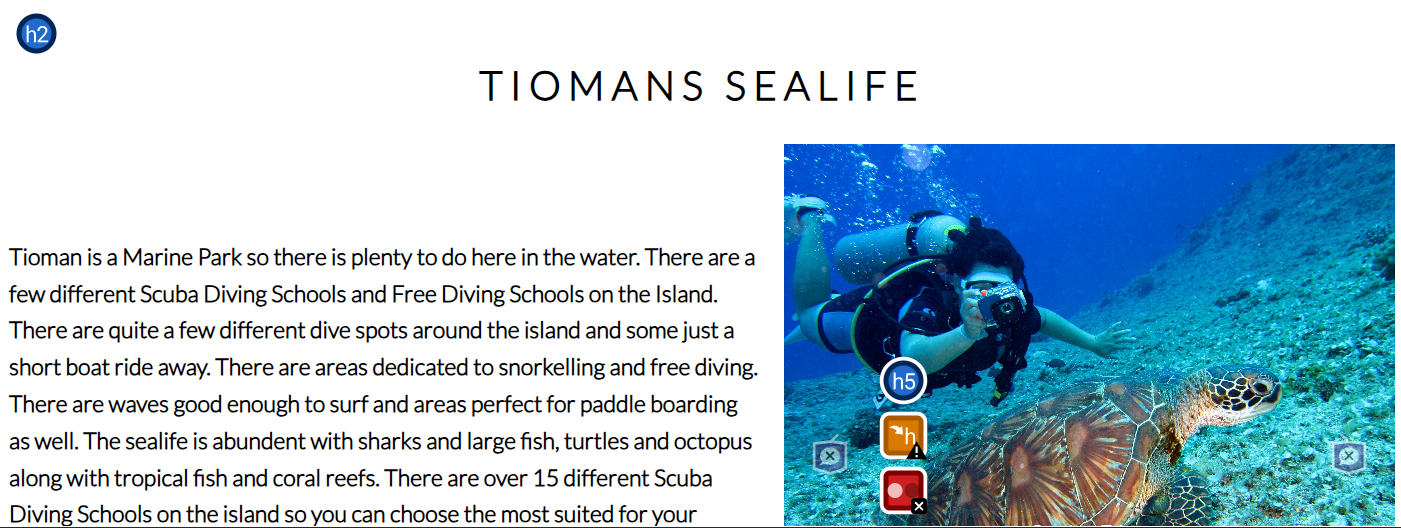 h2
TIOMANS SEALIFE
Tioman is a Marine Park so there is plenty to do here in the water. There are a
few different Scuba Diving Schools and Free Diving Schools on the Island.
There are quite a few different dive spots around the island and some just a
short boat ride away. There are areas dedicated to snorkelling and free diving.
There are waves good enough to surf and areas perfect for paddle boarding
as well. The sealife is abundent with sharks and large fish, turtles and octopus
along with tropical fish and coral reefs. There are over 15 different Scuba
Diving Schools on the island so you can choose the most suited for your
h5
h